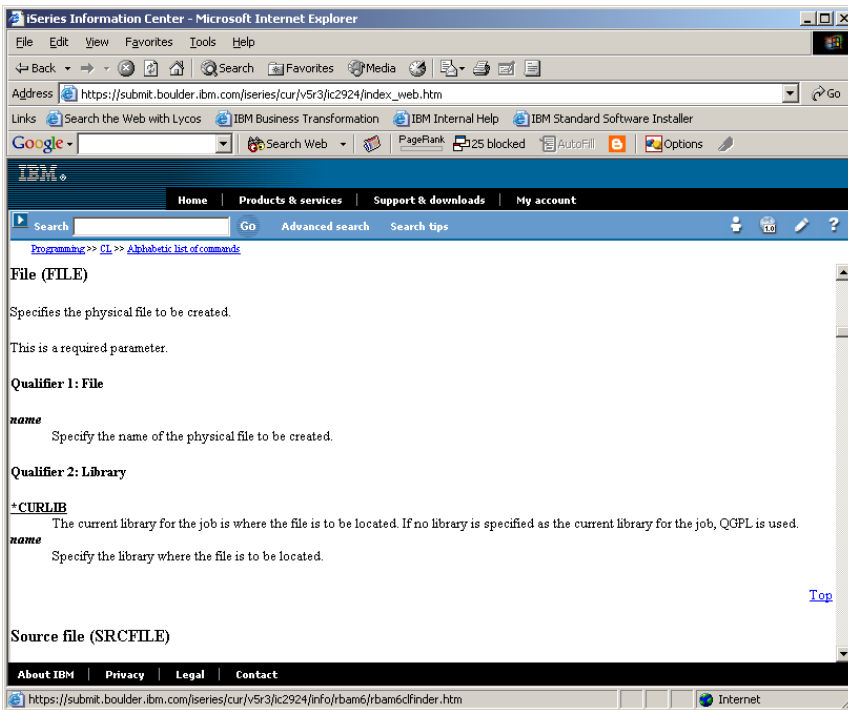 iSeries Information Center - Microsoft Internet Explorer
File Edit View Favorites Tools Help
Back Search Favorites Media
Address https://submit.boulder.ibm.com/iseries/cur/v5r3/ic2924/index_web.htm Go
Links Search the Web with Lycos IBM Business Transformation IBM Internal Help IBM Standard Software Installer
Google Search Web PageRank 25 blocked AutoFill Options
IBM
Home | Products & services | Support & downloads | My account
Search Go Advanced search Search tips 1.0 ?
Programming >> CL >> Alphabetic list of commands
File (FILE)
Specifies the physical file to be created.
This is a required parameter.
Qualifier 1: File
name
Specify the name of the physical file to be created.
Qualifier 2: Library
*CURLIB
The current library for the job is where the file is to be located. If no library is specified as the current library for the job, QGPL is used.
name
Specify the library where the file is to be located.
Top
Source file (SRCFILE)
About IBM | Privacy | Legal | Contact
https://submit.boulder.ibm.com/iseries/cur/v5r3/ic2924/info/rbam6/rbam6clfinder.htm Internet